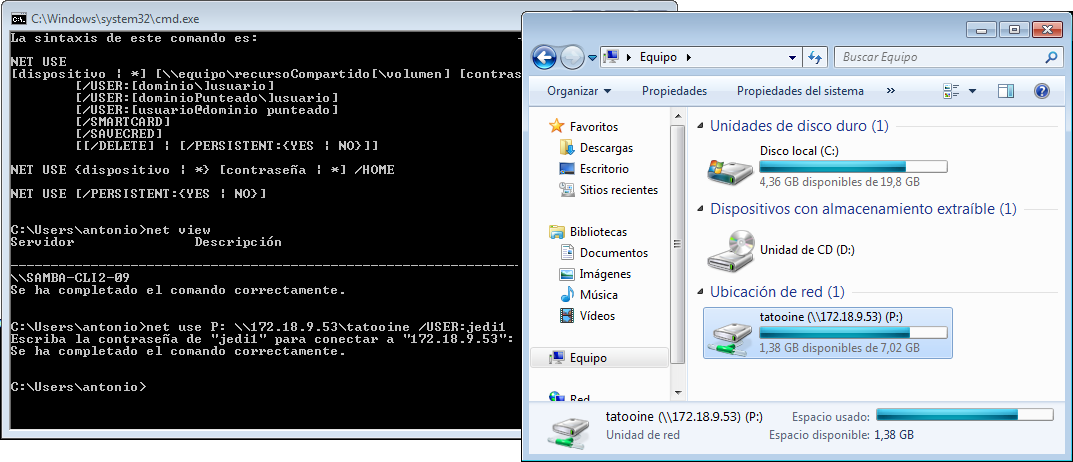 C:\Windows\system32\cmd.exe
La sintaxis de este comando es:
NET USE
[dispositivo | *] [\\equipo\recursoCompartido[\volumen] [contras
[/USER:[dominio\]usuario]
[/USER:[dominioPunteado\]usuario]
[/USER:[usuario@dominio punteado]
[/SMARTCARD]
[/SAVECRED]
[[/DELETE] | [/PERSISTENT:{YES | NO}]]
NET USE {dispositivo | *} [contraseña | *] /HOME
NET USE [/PERSISTENT:{YES | NO}]
C:\Users\antonio>net view
Servidor Descripción
\\SAMBA-CLI2-09
Se ha completado el comando correctamente.
C:\Users\antonio>net use P: \\172.18.9.53\tatooine /USER:jedi1
Escriba la contraseña de "jedi1" para conectar a "172.18.9.53":
Se ha completado el comando correctamente.
C:\Users\antonio>
Equipo
Buscar Equipo
Organizar Propiedades Propiedades del sistema »
Favoritos
Descargas
Escritorio
Sitios recientes
Bibliotecas
Documentos
Imágenes
Música
Vídeos
Equipo
Red
Unidades de disco duro (1)
Disco local (C:)
4,36 GB disponibles de 19,8 GB
Dispositivos con almacenamiento extraíble (1)
Unidad de CD (D:)
Ubicación de red (1)
tatooine (\\172.18.9.53) (P:)
1,38 GB disponibles de 7,02 GB
tatooine (\\172.18.9.53) (P:) Espacio usado:
Unidad de red Espacio disponible: 1,38 GB